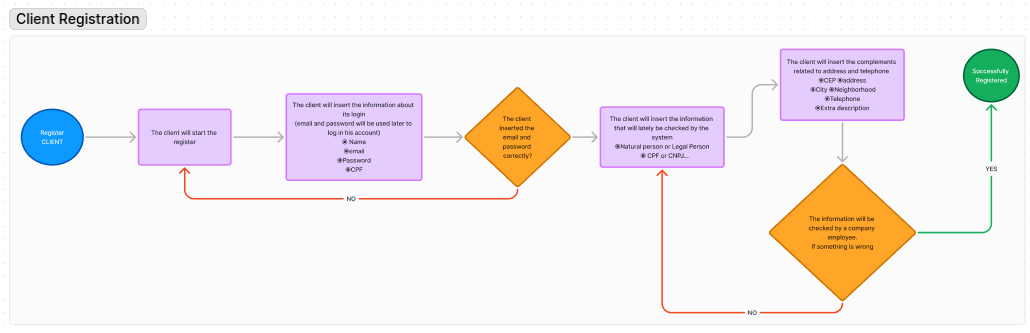 Client Registration
Register
CLIENT
The client will start the
register
The client will insert the information about
its login
(email and password will be used later to
log in his account)
◉ Name
◉email
◉Password
◉CPF
The client
inserted the
email and
password
correctly?
NO
The client will insert the information
that will lately be checked by the
system
◉Natural person or Legal Person
◉ CPF or CNPJ...
The client will insert the complements
related to address and telephone
◉CEP ◉address
◉City ◉Neighborhood
◉Telephone
◉Extra description
The information will be
checked by a company
employee.
If something is wrong
NO
YES
Successfully
Registered